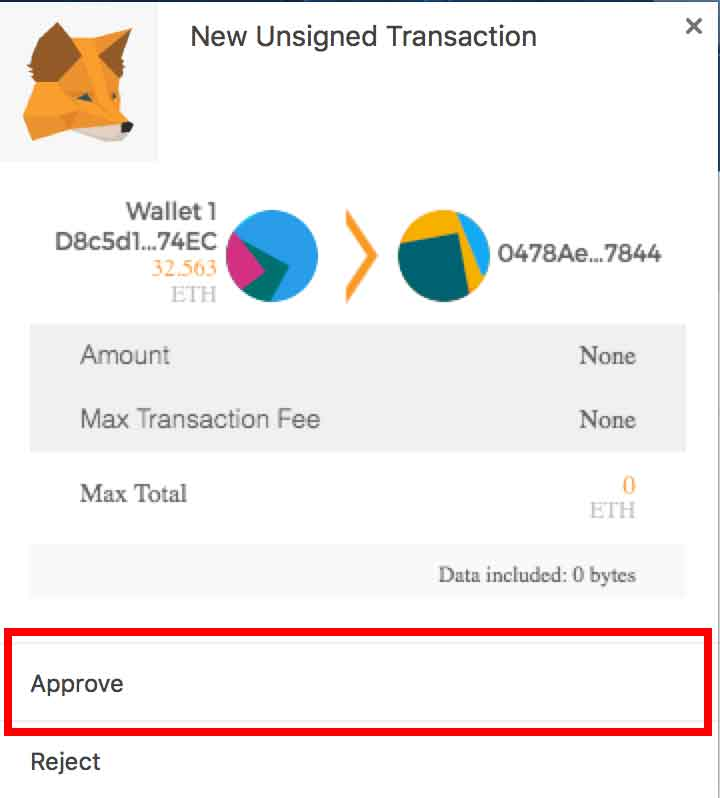 New Unsigned Transaction
×
Wallet 1
D8c5d1...74EC
32.563
ETH
0478Ae...7844
Amount None
Max Transaction Fee None
Max Total 0
ETH
Data included: 0 bytes
Approve
Reject